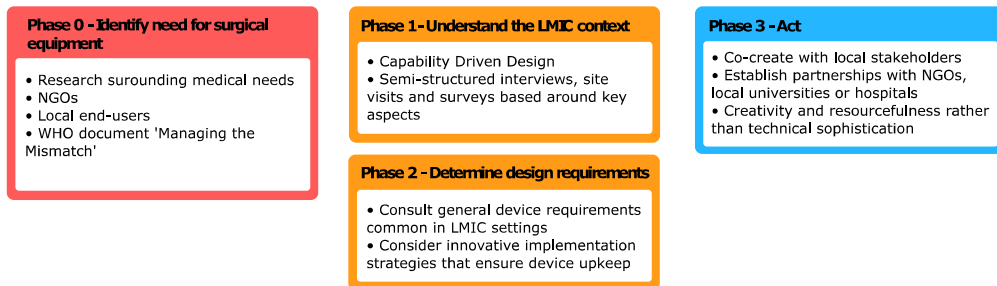 Phase 0 - Identify need for surgical
equipment
• Research surounding medical needs
• NGOs
• Local end-users
• WHO document 'Managing the
Mismatch'
Phase 1 - Understand the LMIC context
• Capability Driven Design
• Semi-structured interviews, site
visits and surveys based around key
aspects
Phase 2 - Determine design requirements
• Consult general device requirements
common in LMIC settings
• Consider innovative implementation
strategies that ensure device upkeep
Phase 3 - Act
• Co-create with local stakeholders
• Establish partnerships with NGOs,
local universities or hospitals
• Creativity and resourcefulness rather
than technical sophistication